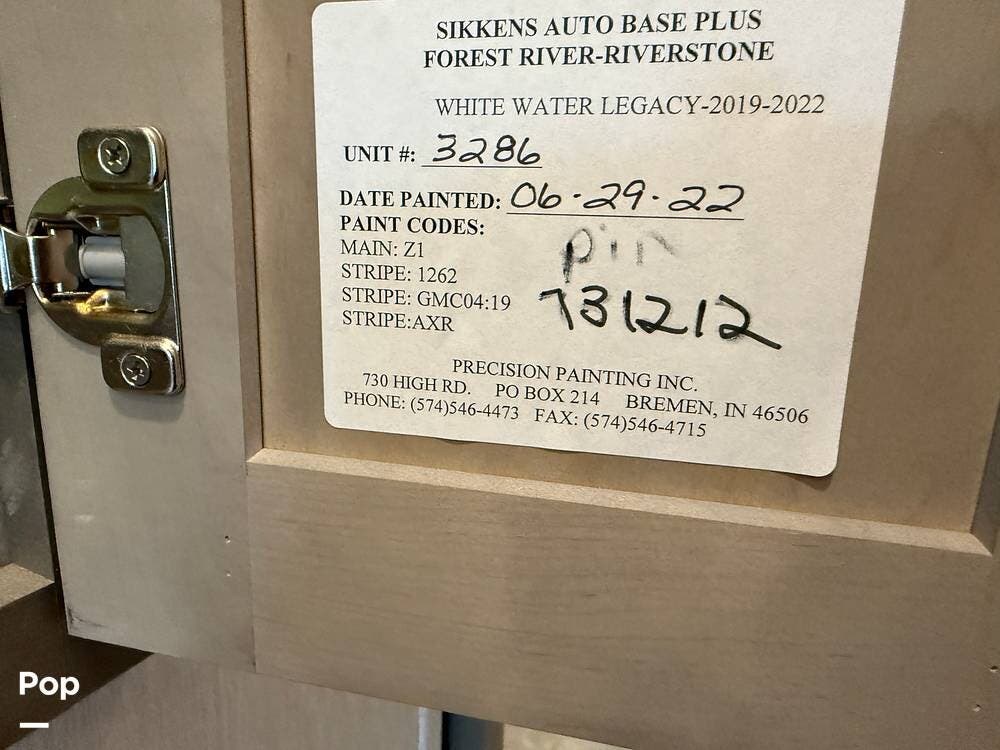 SIKKENS AUTO BASE PLUS
FOREST RIVER-RIVERSTONE
WHITE WATER LEGACY-2019-2022
UNIT #: 3286
DATE PAINTED: 06-29-22
PAINT CODES:
MAIN: Z1
STRIPE: 1262
STRIPE: GMC04:19
STRIPE:AXR
pin
731212
PRECISION PAINTING INC.
730 HIGH RD. PO BOX 214 BREMEN, IN 46506
PHONE: (574)546-4473 FAX: (574)546-4715
Pop